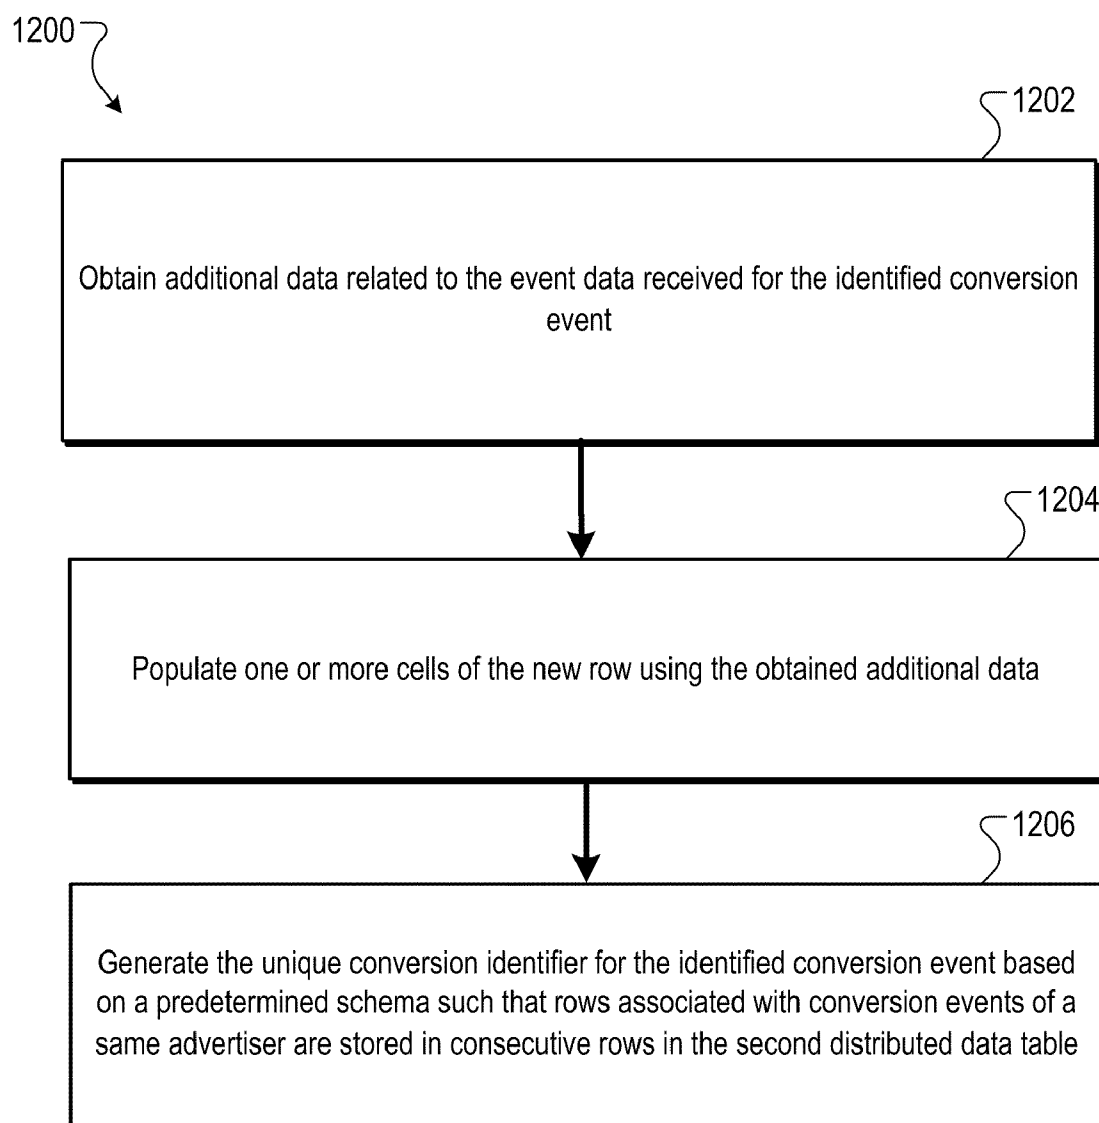 1200
1202
Obtain additional data related to the event data received for the identified conversion
event
1204
Populate one or more cells of the new row using the obtained additional data
1206
Generate the unique conversion identifier for the identified conversion event based
on a predetermined schema such that rows associated with conversion events of a
same advertiser are stored in consecutive rows in the second distributed data table